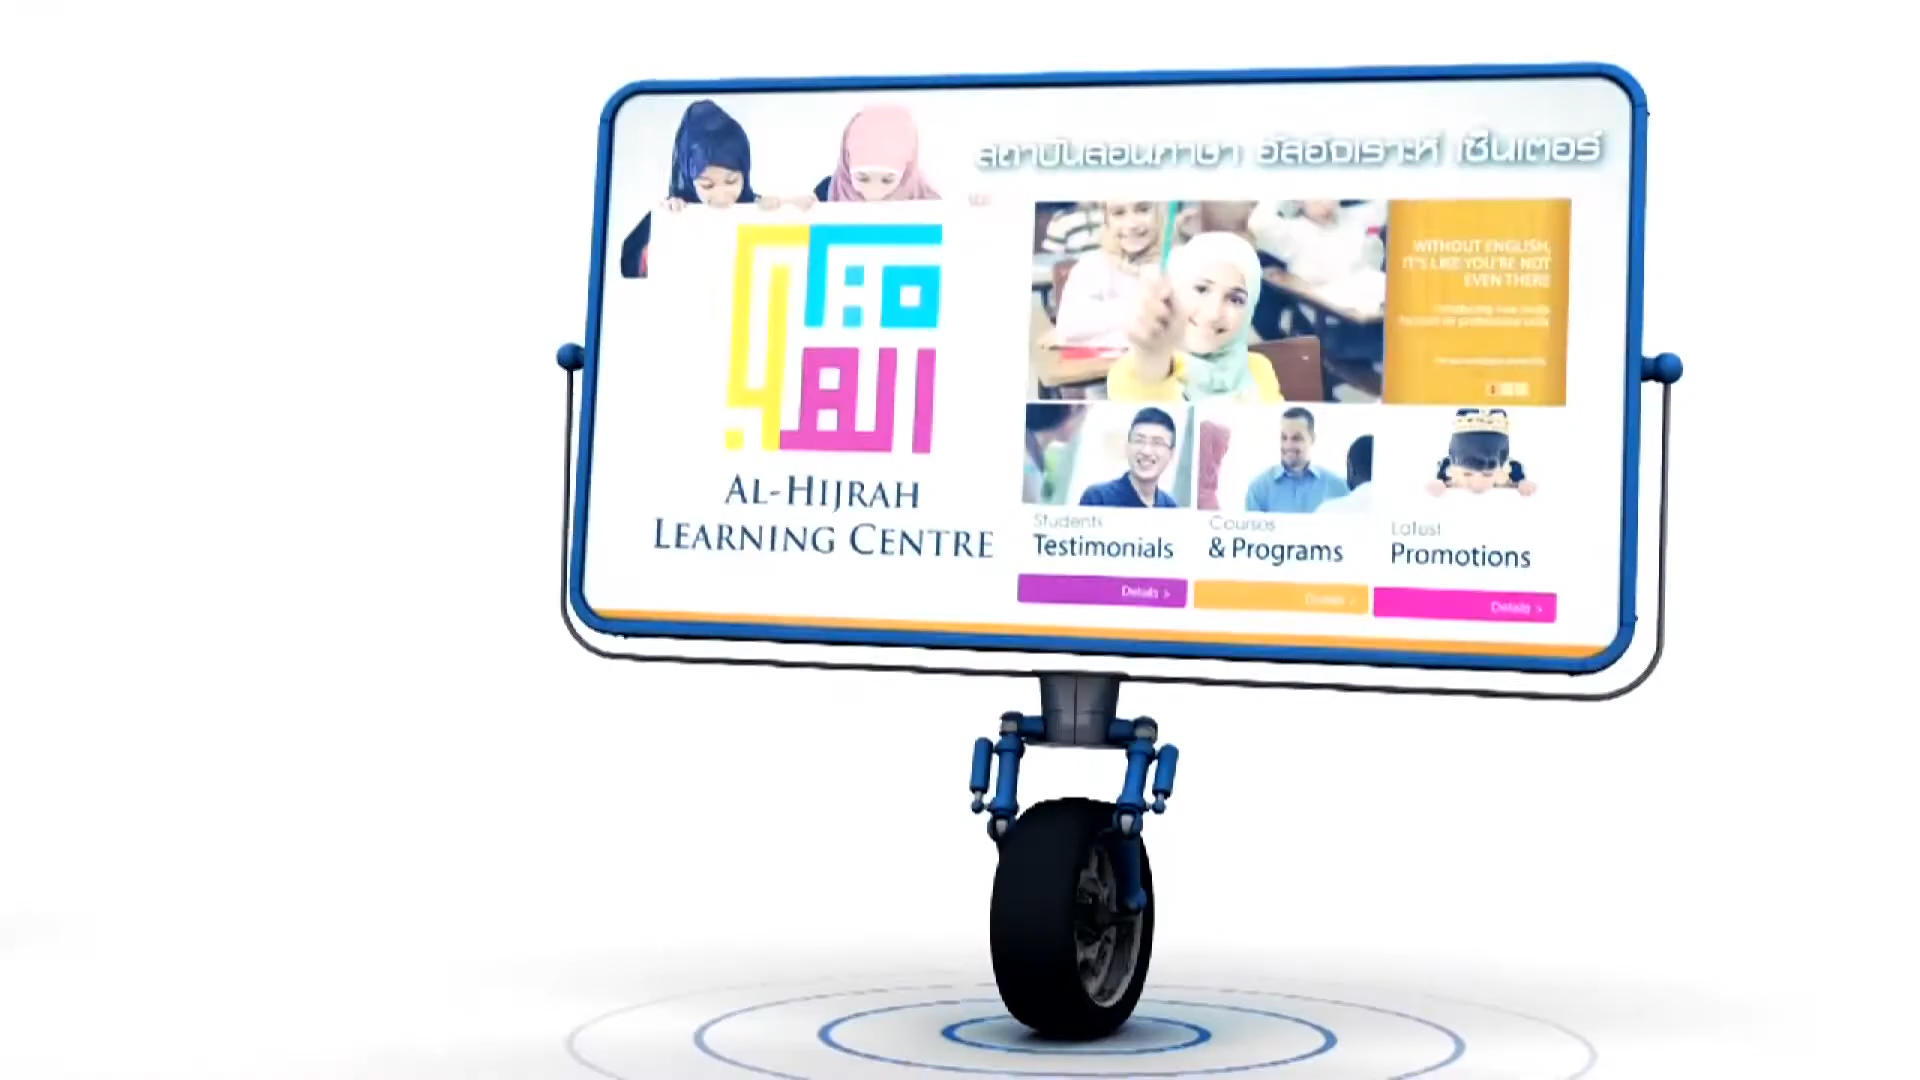 สถาบันสอนภาษา อัลฮิจเราะห์ เซ็นเตอร์
WITHOUT ENGLISH,
IT'S LIKE YOU'RE NOT
EVEN THERE
الهجرة
AL-HIJRAH
LEARNING CENTRE
Students
Testimonials
Details >
Courses
& Programs
Details >
Latest
Promotions
Details >